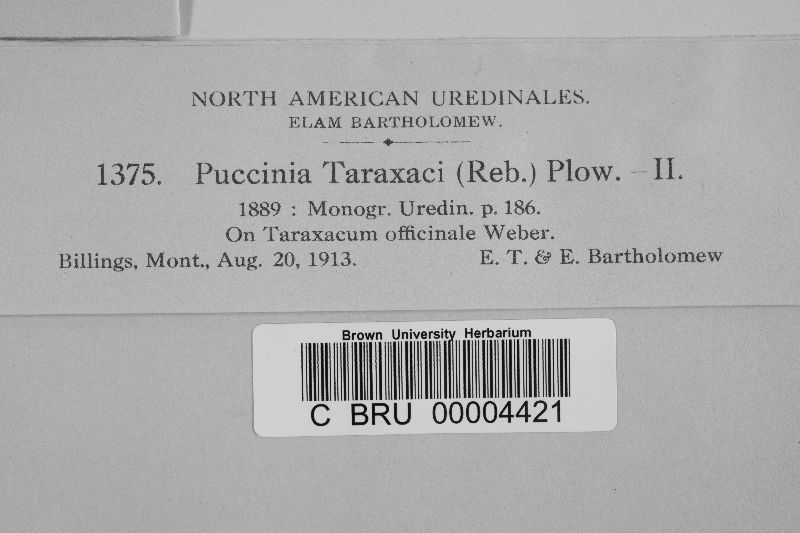 NORTH AMERICAN UREDINALES.
ELAM BARTHOLOMEW.
1375. Puccinia Taraxaci (Reb.) Plow. – II.
1889 : Monogr. Uredin. p. 186.
On Taraxacum officinale Weber.
Billings, Mont., Aug. 20, 1913. E. T. & E. Bartholomew
Brown University Herbarium
C BRU 00004421